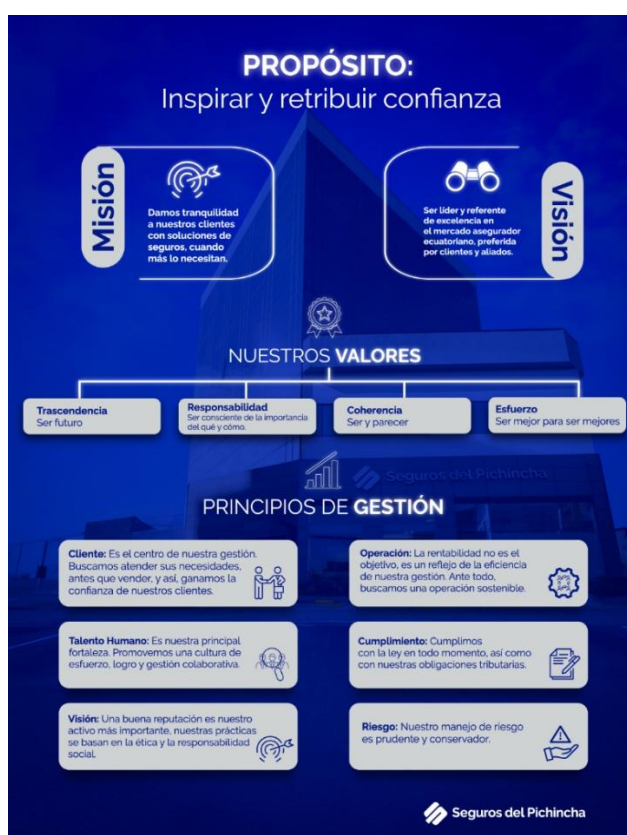 PROPÓSITO:
Inspirar y retribuir confianza
Misión
Damos tranquilidad
a nuestros clientes
con soluciones de
seguros, cuando
más lo necesitan.
Visión
Ser líder y referente
de excelencia en
el mercado asegurador
ecuatoriano, preferida
por clientes y aliados.
NUESTROS VALORES
Trascendencia
Ser futuro
Responsabilidad
Ser consciente de la importancia
del qué y cómo.
Coherencia
Ser y parecer
Esfuerzo
Ser mejor para ser mejores
Seguros del Pichincha
PRINCIPIOS DE GESTIÓN
Cliente: Es el centro de nuestra gestión.
Buscamos atender sus necesidades,
antes que vender, y así, ganamos la
confianza de nuestros clientes.
Operación: La rentabilidad no es el
objetivo, es un reflejo de la eficiencia
de nuestra gestión. Ante todo,
buscamos una operación sostenible.
Talento Humano: Es nuestra principal
fortaleza. Promovemos una cultura de
esfuerzo, logro y gestión colaborativa.
Cumplimiento: Cumplimos
con la ley en todo momento, así como
con nuestras obligaciones tributarias.
Visión: Una buena reputación es nuestro
activo más importante, nuestras prácticas
se basan en la ética y la responsabilidad
social.
Riesgo: Nuestro manejo de riesgo
es prudente y conservador.
Seguros del Pichincha